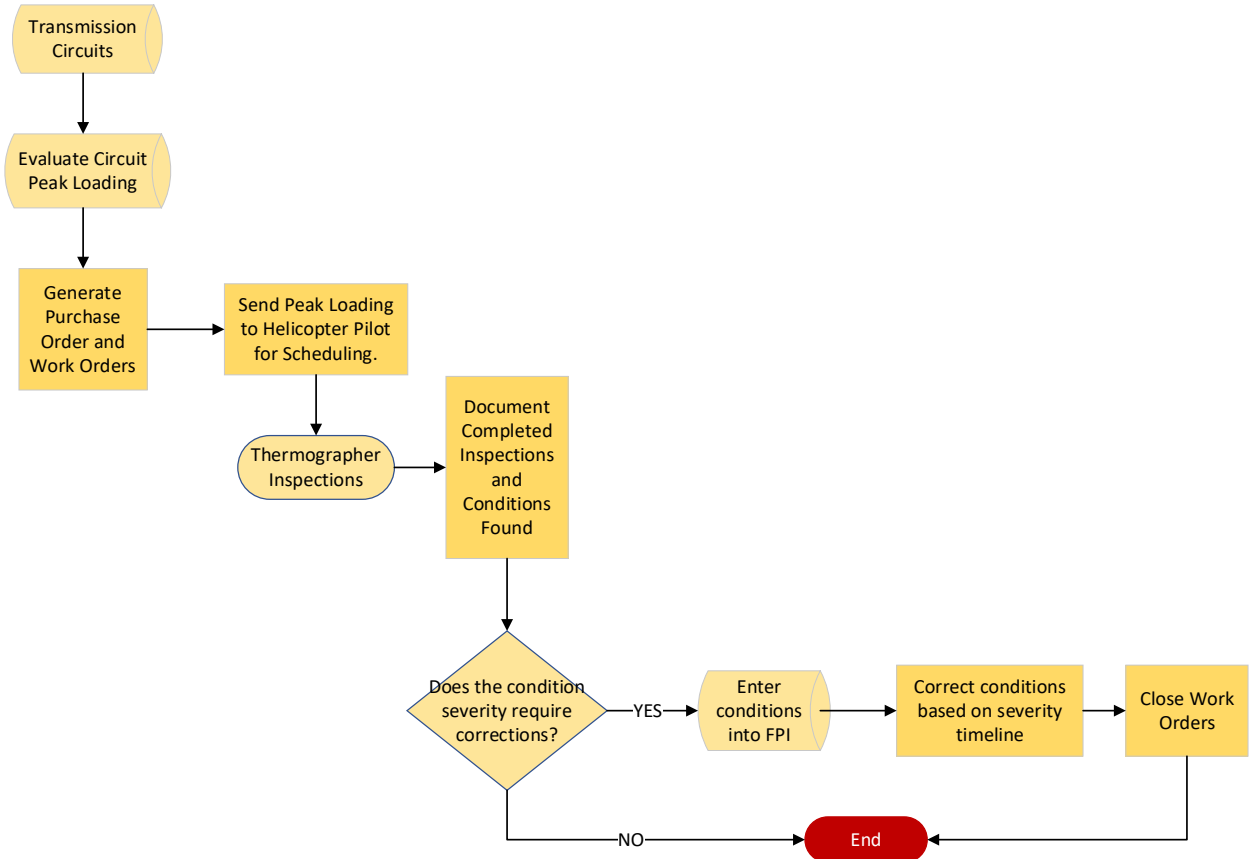 Transmission
Circuits
Evaluate Circuit
Peak Loading
Generate
Purchase
Order and
Work Orders
Send Peak Loading
to Helicopter Pilot
for Scheduling.
Thermographer
Inspections
Document
Completed
Inspections
and
Conditions
Found
Does the condition
severity require
corrections?
YES
Enter
conditions
into FPI
Correct conditions
based on severity
timeline
Close Work
Orders
NO
End